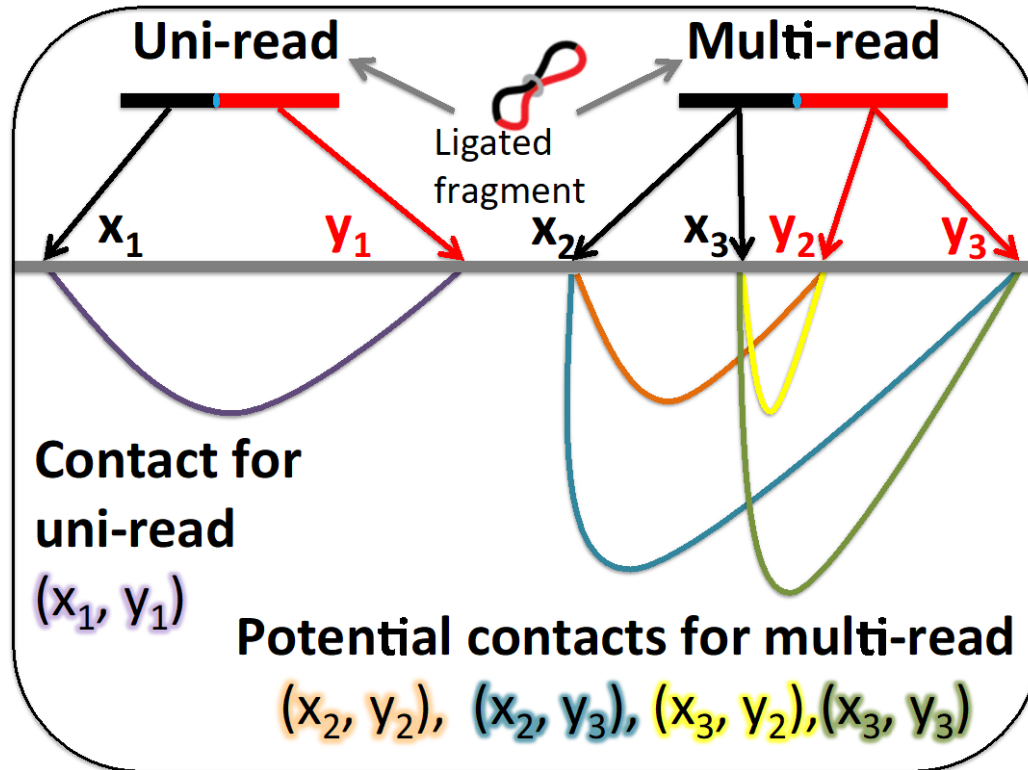 Uni-read
Multi-read
Ligated
fragment
x₁
y₁
x₂
x₃
y₂
y₃
Contact for
uni-read
(x₁, y₁)
Potential contacts for multi-read
(x₂, y₂), (x₂, y₃), (x₃, y₂),(x₃, y₃)